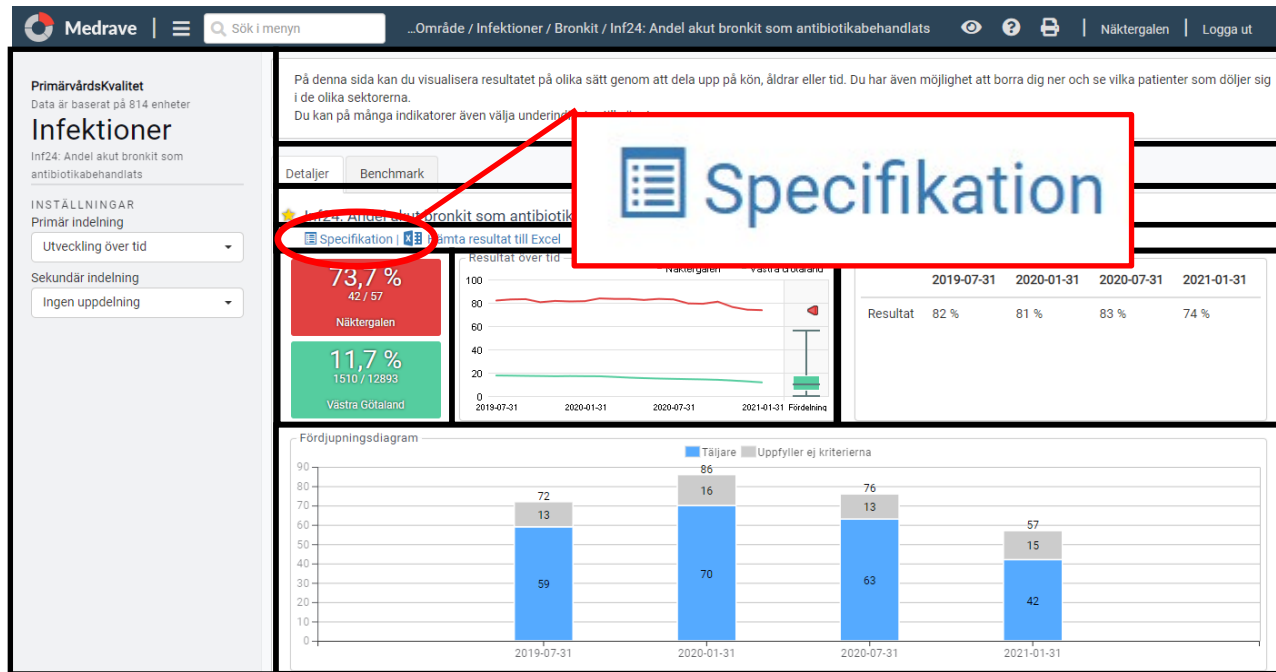 Medrave
Sök i menyn
...Område / Infektioner / Bronkit / Inf24: Andel akut bronkit som antibiotikabehandlats
Näktergalen
Logga ut
PrimärvårdsKvalitet
Data är baserat på 814 enheter
Infektioner
Inf24: Andel akut bronkit som
antibiotikabehandlats
INSTÄLLNINGAR
Primär indelning
Utveckling över tid
Sekundär indelning
Ingen uppdelning
På denna sida kan du visualisera resultatet på olika sätt genom att dela upp på kön, åldrar eller tid. Du har även möjlighet att borra dig ner och se vilka patienter som döljer sig
i de olika sektorerna.
Du kan på många indikatorer även välja
Specifikation
Detaljer Benchmark
Inf24: Andel akut bronkit som
Specifikation | Hämta resultat till Excel
73,7 %
42 / 57
Näktergalen
11,7 %
1510 / 12893
Västra Götaland
Resultat över tid
Näktergalen Västra Götaland
100
80
60
40
20
0
2019-07-31 2020-01-31 2020-07-31 2021-01-31 Fördelning
2019-07-31 2020-01-31 2020-07-31 2021-01-31
Resultat 82 % 81 % 83 % 74 %
Fördjupningsdiagram
Täljare Uppfyller ej kriterierna
90
80
70
60
50
40
30
20
10
0
72
13
59
86
16
70
76
13
63
57
15
42
2019-07-31 2020-01-31 2020-07-31 2021-01-31